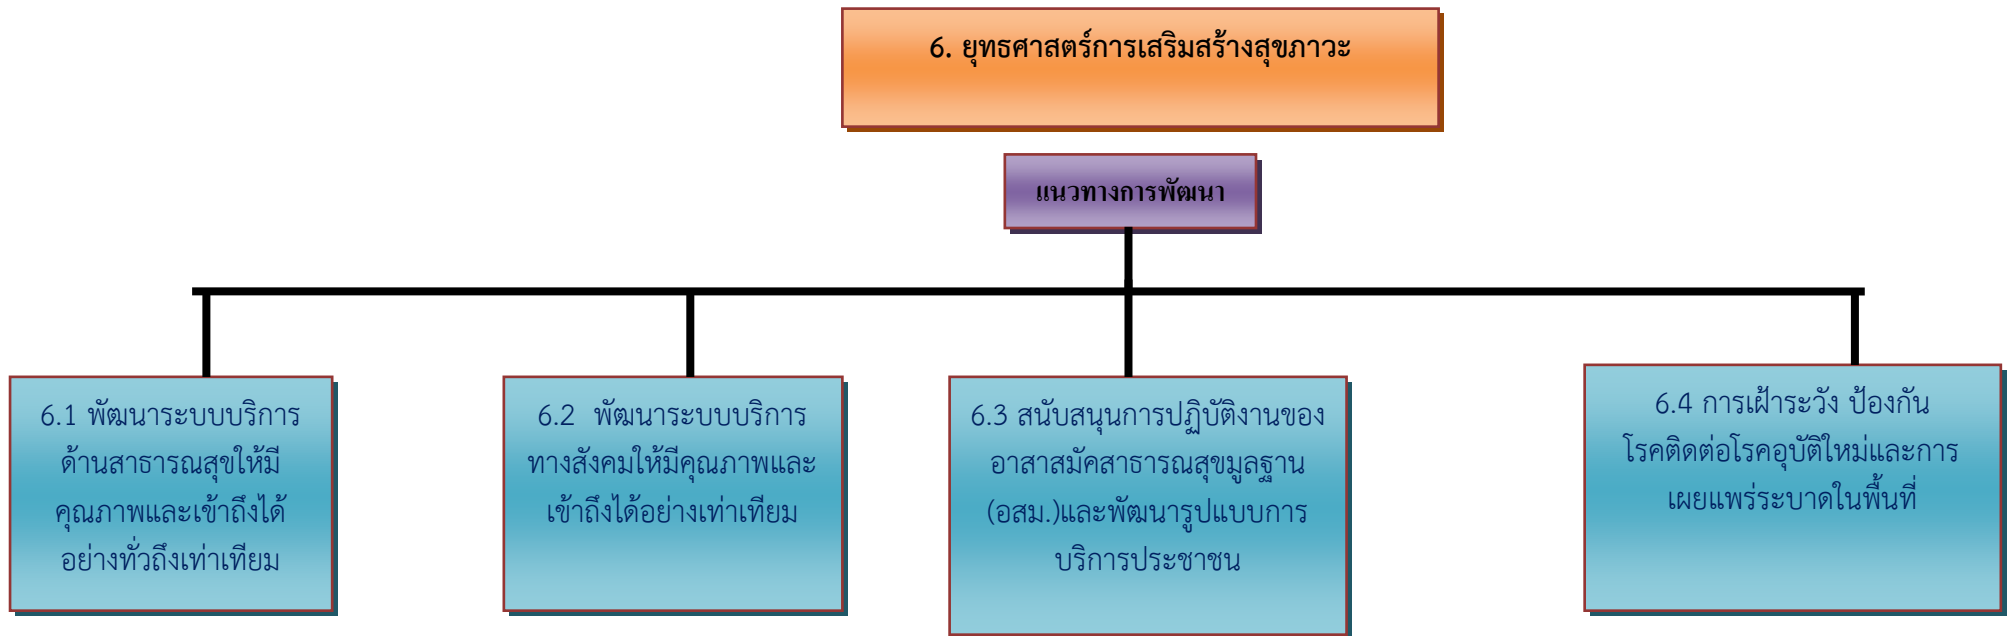 6. ยุทธศาสตร์การเสริมสร้างสุขภาวะ
แนวทางการพัฒนา
6.1 พัฒนาระบบบริการ
ด้านสาธารณสุขให้มี
คุณภาพและเข้าถึงได้
อย่างทั่วถึงเท่าเทียม
6.2 พัฒนาระบบบริการ
ทางสังคมให้มีคุณภาพและ
เข้าถึงได้อย่างเท่าเทียม
6.3 สนับสนุนการปฏิบัติงานของ
อาสาสมัคสาธารณสุขมูลฐาน
(อสม.)และพัฒนารูปแบบการ
บริการประชาชน
6.4 การเฝ้าระวัง ป้องกัน
โรคติดต่อโรคอุบัติใหม่และการ
เผยแพร่ระบาดในพื้นที่